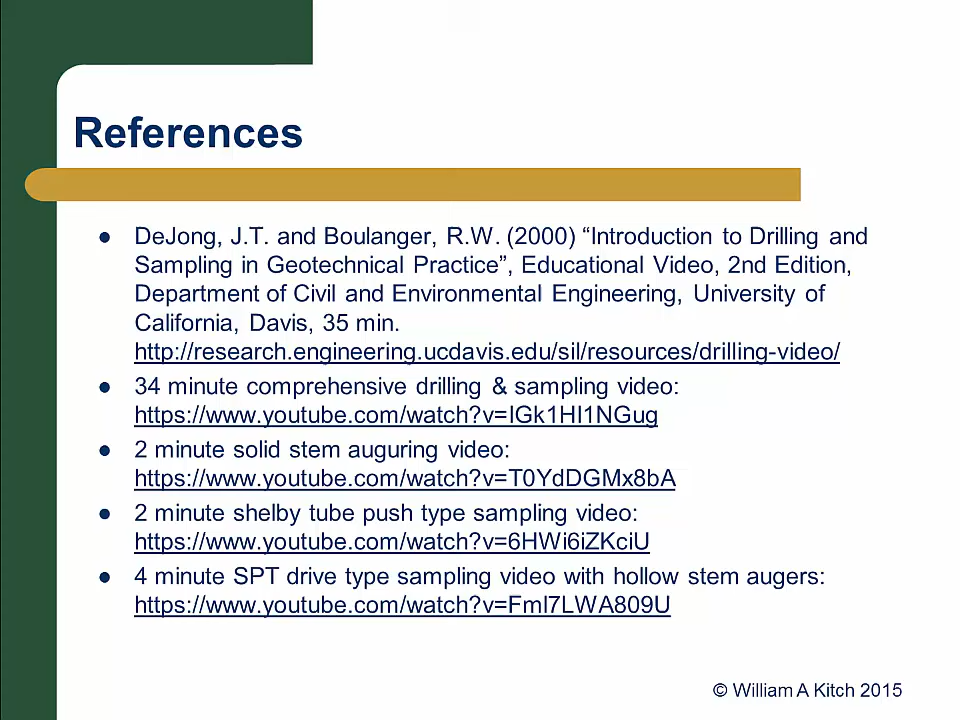 References
DeJong, J.T. and Boulanger, R.W. (2000) “Introduction to Drilling and
Sampling in Geotechnical Practice”, Educational Video, 2nd Edition,
Department of Civil and Environmental Engineering, University of
California, Davis, 35 min.
http://research.engineering.ucdavis.edu/sil/resources/drilling-video/
34 minute comprehensive drilling & sampling video:
https://www.youtube.com/watch?v=IGk1HI1NGug
2 minute solid stem auguring video:
https://www.youtube.com/watch?v=T0YdDGMx8bA
2 minute shelby tube push type sampling video:
https://www.youtube.com/watch?v=6HWi6iZKciU
4 minute SPT drive type sampling video with hollow stem augers:
https://www.youtube.com/watch?v=Fml7LWA809U
© William A Kitch 2015